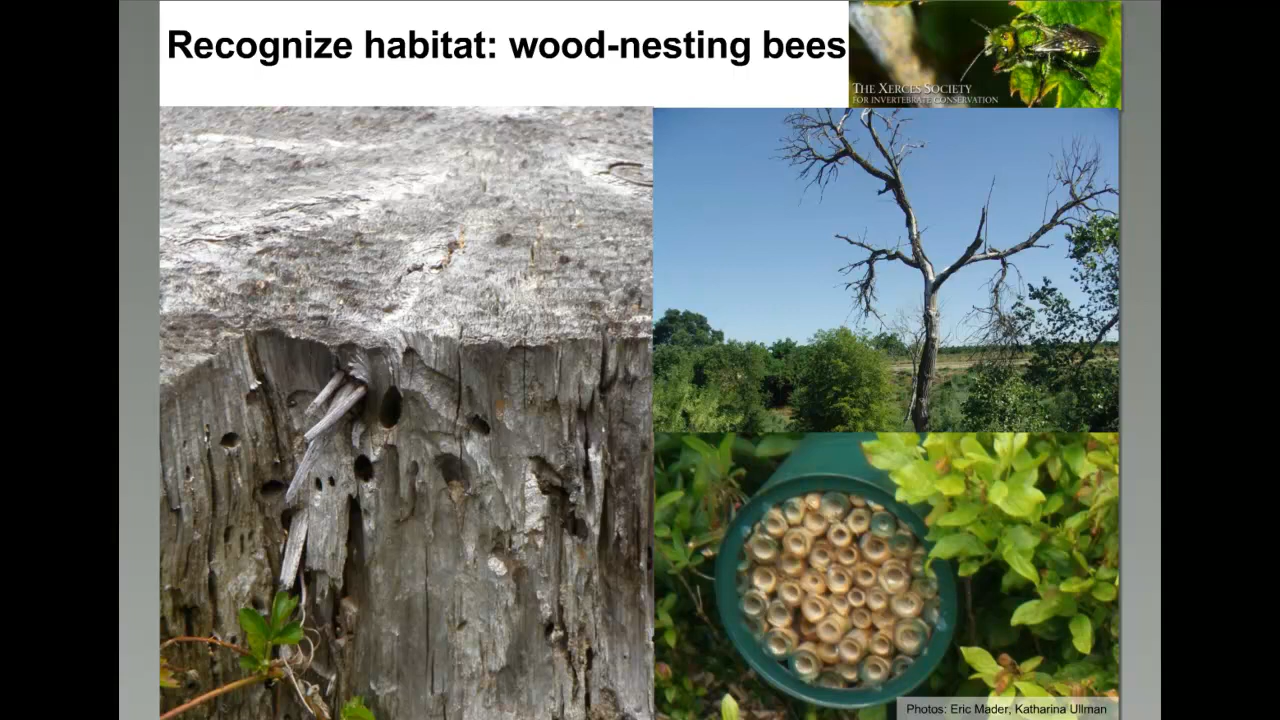 Recognize habitat: wood-nesting bees
THE XERCES SOCIETY
FOR INVERTEBRATE CONSERVATION
Photos: Eric Mader, Katharina Ullman